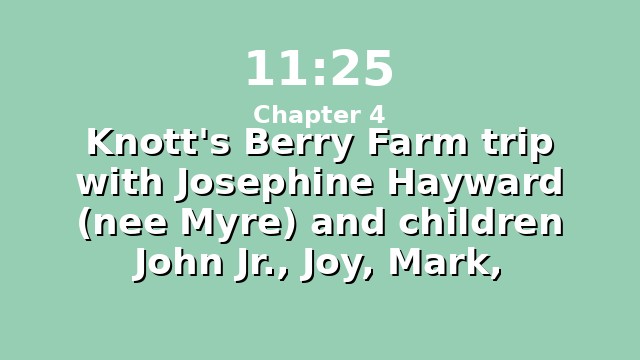 11:25
Chapter 4
Knott's Berry Farm trip
with Josephine Hayward
(nee Myre) and children
John Jr., Joy, Mark,